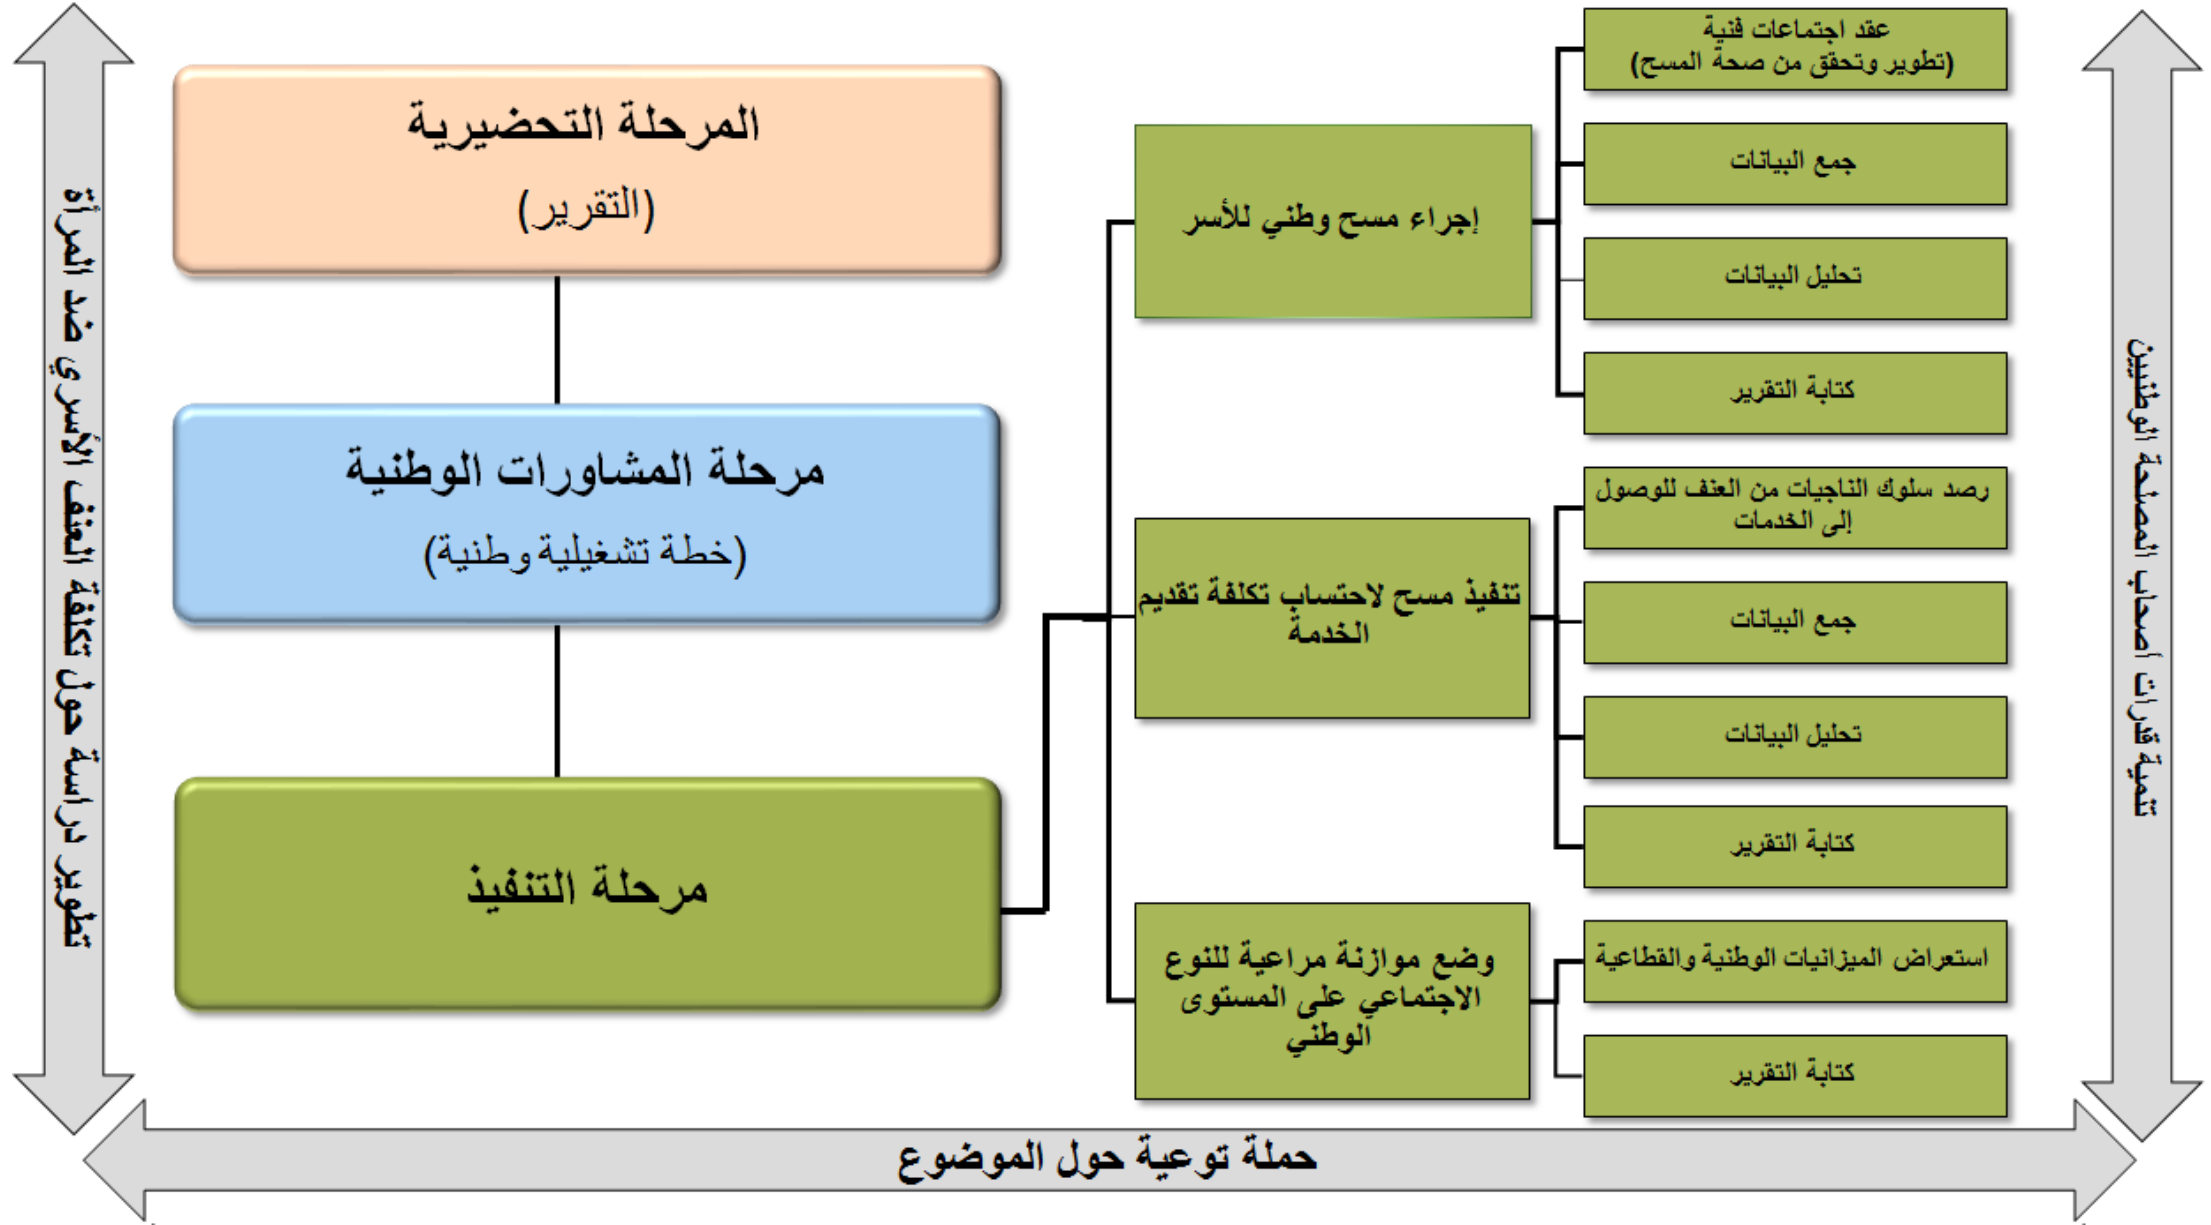 المرحلة التحضيرية
(التقرير)
مرحلة المشاورات الوطنية
(خطة تشغيلية وطنية)
مرحلة التنفيذ
إجراء مسح وطني للأسر
عقد اجتماعات فنية
(تطوير وتحقق من صحة المسح)
جمع البيانات
تحليل البيانات
كتابة التقرير
تنفيذ مسح لاحتساب تكلفة تقديم
الخدمة
رصد سلوك الناجيات من العنف للوصول
إلى الخدمات
جمع البيانات
تحليل البيانات
كتابة التقرير
وضع موازنة مراعية للنوع
الاجتماعي على المستوى
الوطني
استعراض الميزانيات الوطنية والقطاعية
كتابة التقرير
تطوير دراسة حول تكلفة العنف الأسري ضد المرأة
تنمية قدرات أصحاب المصلحة الوطنيين
حملة توعية حول الموضوع